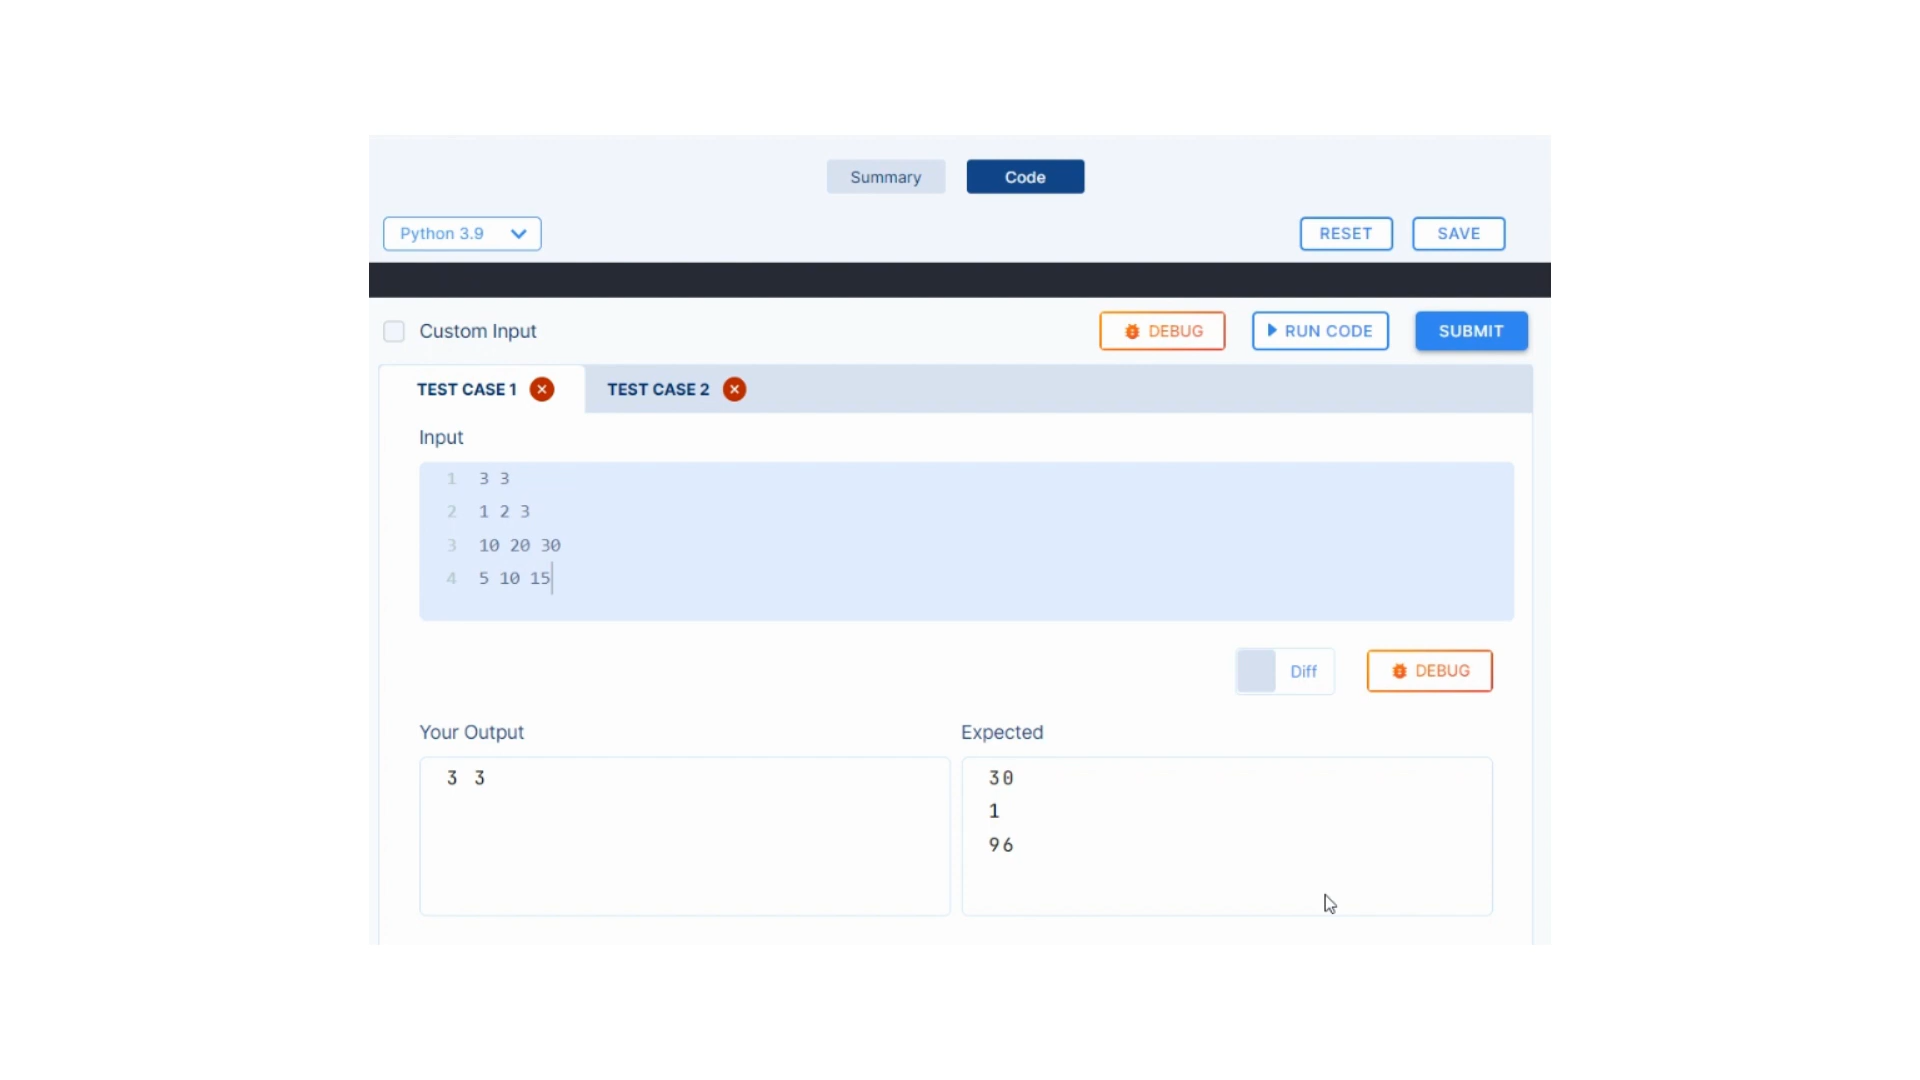 Summary Code
Python 3.9 RESET SAVE
Custom Input DEBUG RUN CODE SUBMIT
TEST CASE 1 TEST CASE 2
Input
1 3 3
2 1 2 3
3 10 20 30
4 5 10 15
Diff DEBUG
Your Output Expected
3 3 30
1
96